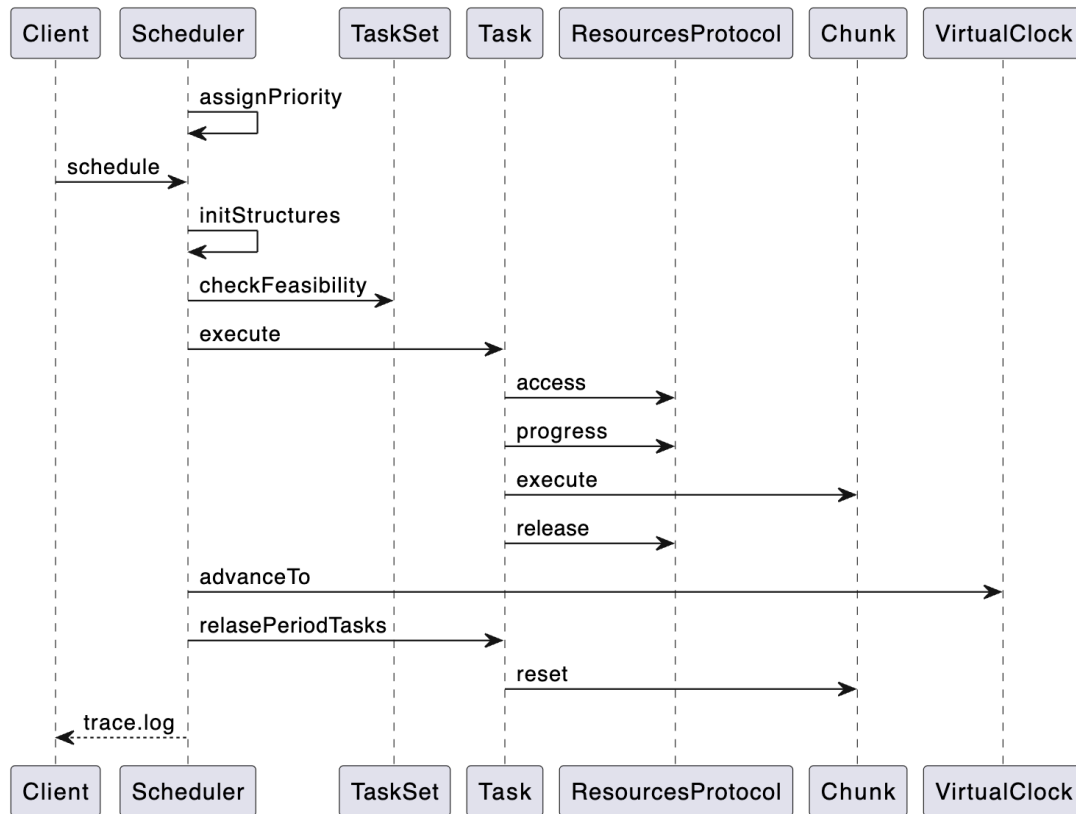 Client Scheduler TaskSet Task ResourcesProtocol Chunk VirtualClock
assignPriority
schedule
initStructures
checkFeasibility
execute
access
progress
execute
release
advanceTo
relasePeriodTasks
reset
trace.log
Client Scheduler TaskSet Task ResourcesProtocol Chunk VirtualClock